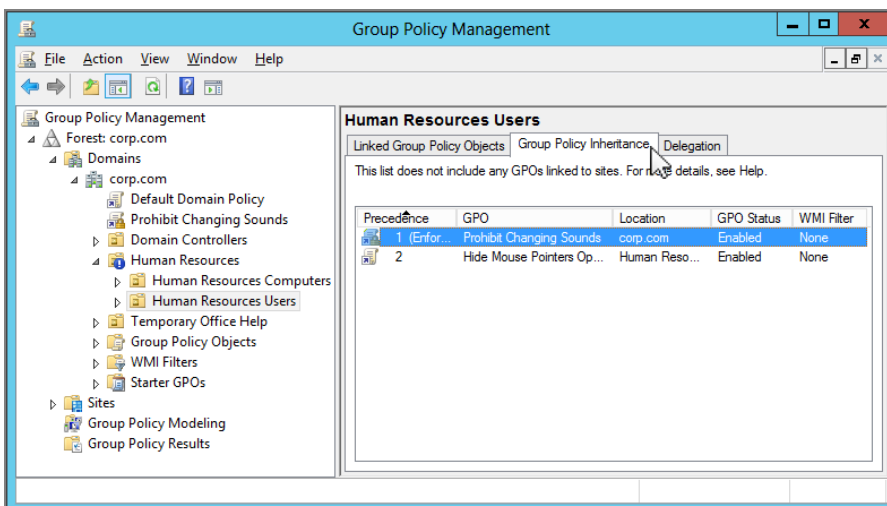 Group Policy Management
File Action View Window Help
Group Policy Management
Forest: corp.com
Domains
corp.com
Default Domain Policy
Prohibit Changing Sounds
Domain Controllers
Human Resources
Human Resources Computers
Human Resources Users
Temporary Office Help
Group Policy Objects
WMI Filters
Starter GPOs
Sites
Group Policy Modeling
Group Policy Results
Human Resources Users
Linked Group Policy Objects Group Policy Inheritance Delegation
This list does not include any GPOs linked to sites. For more details, see Help.
Precedence GPO Location GPO Status WMI Filter
1 (Enfor... Prohibit Changing Sounds corp.com Enabled None
2 Hide Mouse Pointers Op... Human Reso... Enabled None